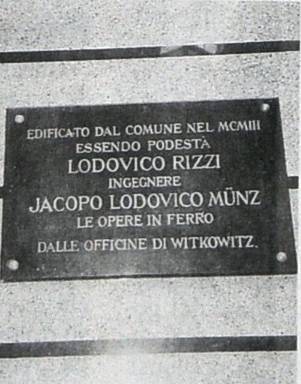 EDIFICATO DAL COMUNE NEL MCMIII
ESSENDO PODESTA
LODOVICO RIZZI
INGEGNERE
JACOPO LODOVICO MÜNZ
LE OPERE IN FERRO
DALLE OFFICINE DI WITKOWITZ.